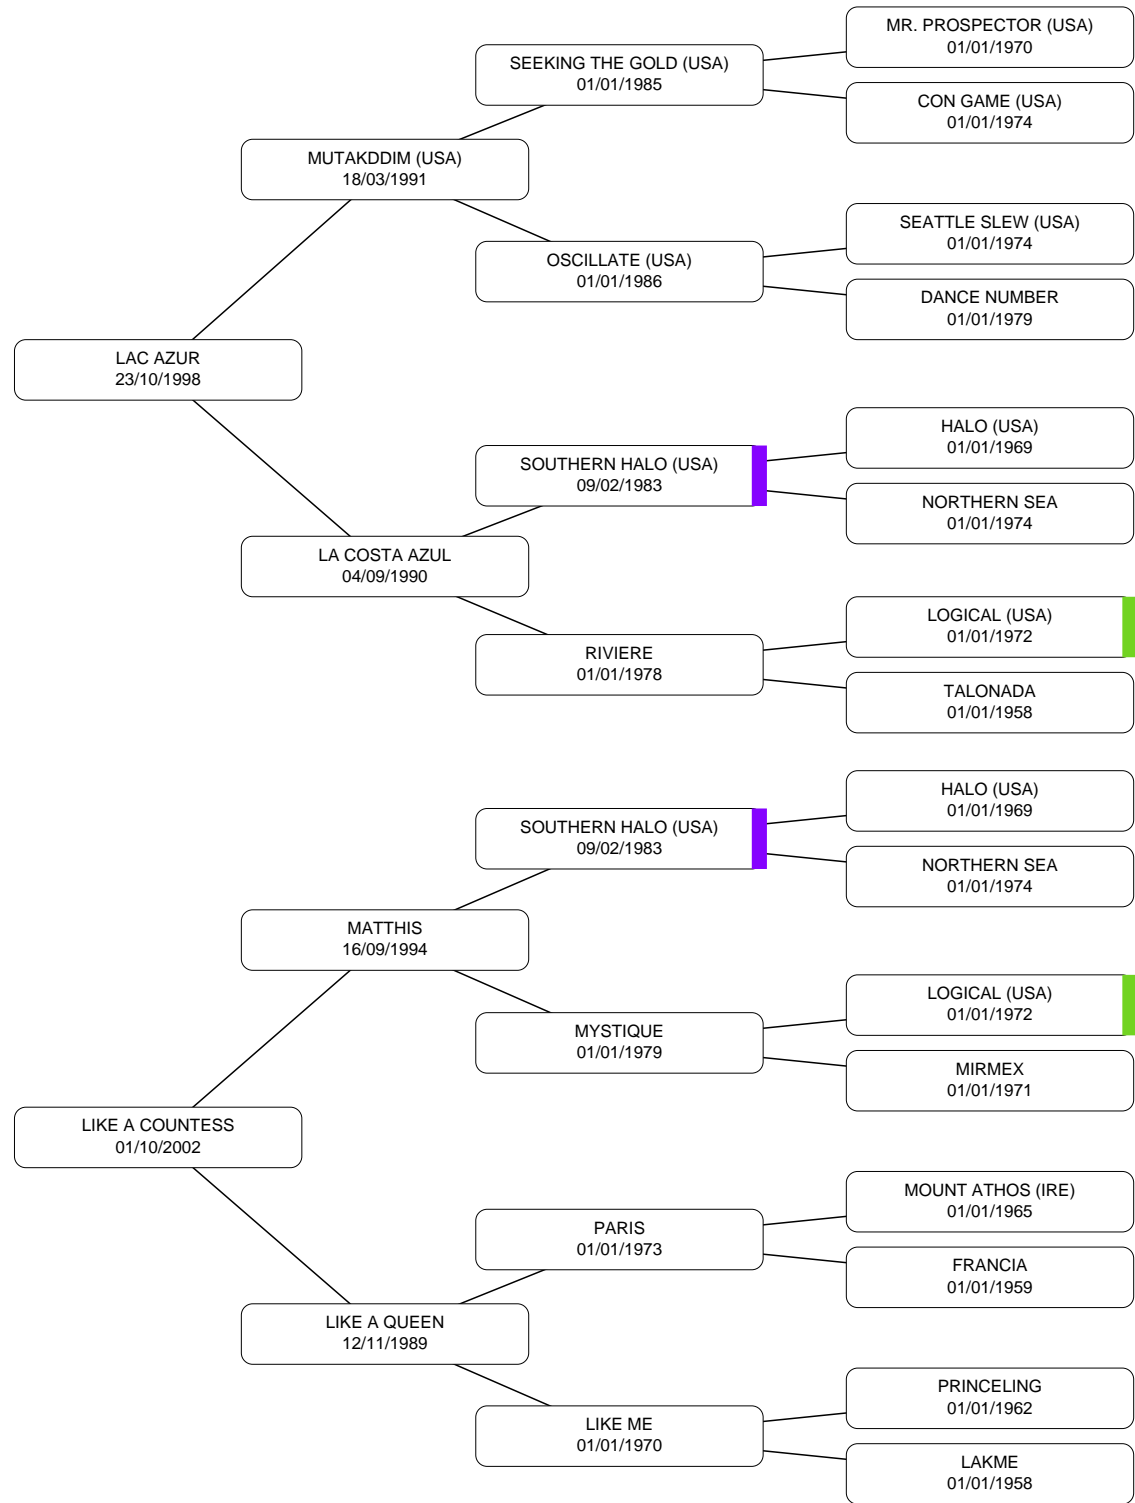 MR. PROSPECTOR (USA)
01/01/1970
SEEKING THE GOLD (USA)
01/01/1985
CON GAME (USA)
01/01/1974
MUTAKDDIM (USA)
18/03/1991
SEATTLE SLEW (USA)
01/01/1974
OSCILLATE (USA)
01/01/1986
DANCE NUMBER
01/01/1979
LAC AZUR
23/10/1998
HALO (USA)
01/01/1969
SOUTHERN HALO (USA)
09/02/1983
NORTHERN SEA
01/01/1974
LA COSTA AZUL
04/09/1990
LOGICAL (USA)
01/01/1972
RIVIERE
01/01/1978
TALONADA
01/01/1958
HALO (USA)
01/01/1969
SOUTHERN HALO (USA)
09/02/1983
NORTHERN SEA
01/01/1974
MATTHIS
16/09/1994
LOGICAL (USA)
01/01/1972
MYSTIQUE
01/01/1979
MIRMEX
01/01/1971
LIKE A COUNTESS
01/10/2002
MOUNT ATHOS (IRE)
01/01/1965
PARIS
01/01/1973
FRANCIA
01/01/1959
LIKE A QUEEN
12/11/1989
PRINCELING
01/01/1962
LIKE ME
01/01/1970
LAKME
01/01/1958